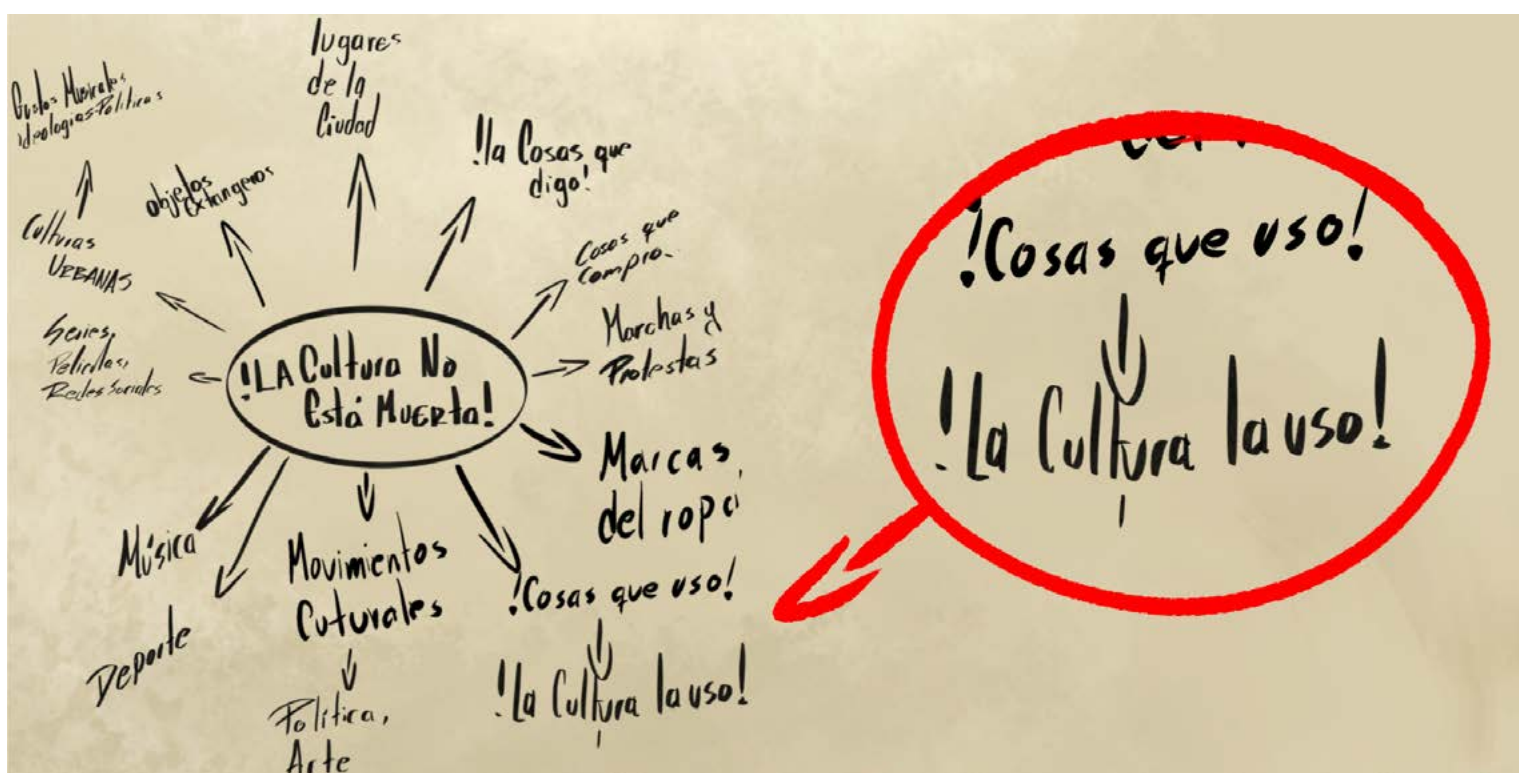 Gustos Musicales,
ideologias-Politicas
lugares
de la
Ciudad
!la Cosas que
digo!
objetos
extrangeros
Culturas
URBANAS
Cosas que
compro.
Marchas y
Protestas
Series,
Peliculas,
Redes Sociales
!LA Cultura No
Está MUERta!
Marcas,
del ropa
Música
Deporte
Movimientos
Cuturales
Política,
Arte
!Cosas que uso!
!La Cultura la uso!
!Cosas que uso!
!La Cultura la uso!